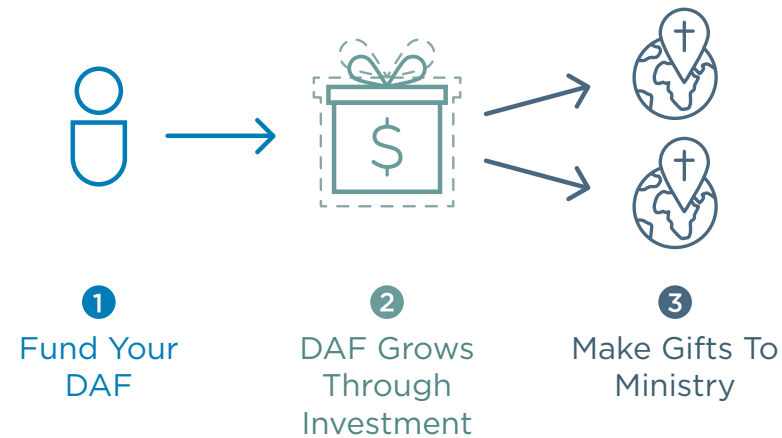 $
1
Fund Your
DAF
2
DAF Grows
Through
Investment
3
Make Gifts To
Ministry